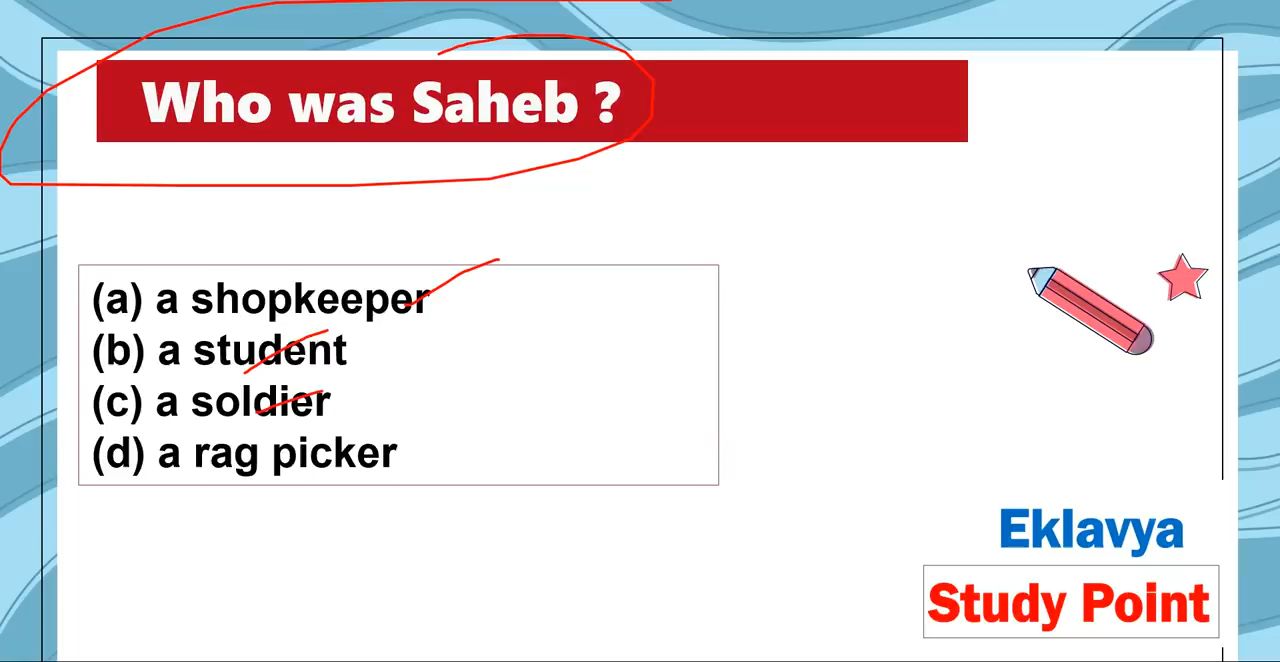 Who was Saheb ?
(a) a shopkeeper
(b) a student
(c) a soldier
(d) a rag picker
Eklavya
Study Point